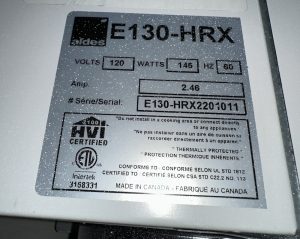 aldes E130-HRX
VOLTS 120 WATTS 145 HZ 60
Amp. 2.46
# Série/Serial: E130-HRX2201011
"Do not install in a cooking area or connect directly
to any appliances."
"Ne pas installer dans un aire de cuisson
raccorder directement à un appareil"
2100
HVI
CERTIFIED
" THERMALLY PROTECTED "
" PROTECTION THERMIQUE INHÉRENTE"
Intertek
3158331
CONFORMS TO : CONFORME SELON UL STD 1812
CERTIFIED TO : CERTIFIÉ SELON CSA STD C22.2 NO. 113
MADE IN CANADA - FABRIQUÉ AU CANADA